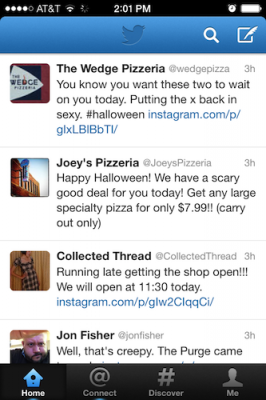 AT&T 2:01 PM
The Wedge Pizzeria @wedgepizza 3h
You know you want these two to wait
on you today. Putting the x back in
sexy. #halloween instagram.com/p/
gIxLBIBbTI/
Joey's Pizzeria @JoeysPizzeria 3h
Happy Halloween! We have a scary
good deal for you today! Get any large
specialty pizza for only $7.99!! (carry
out only)
Collected Thread @CollectedThread 3h
Running late getting the shop open!!!
We will open at 11:30 today.
instagram.com/p/gIw2CIqqCi/
Jon Fisher @jonfisher 3h
Well, that's creepy. The Purge came
Home Connect Discover Me